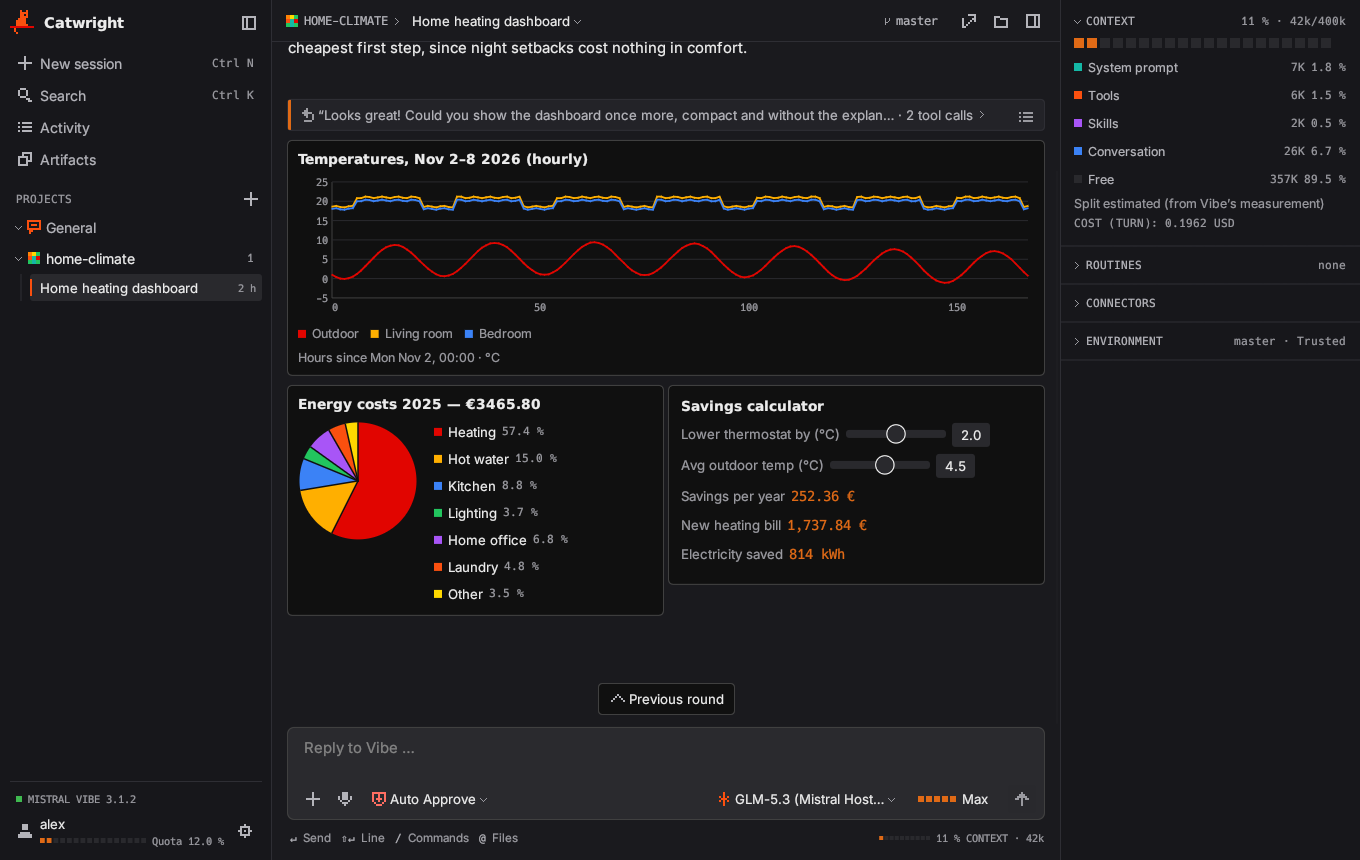 Catwright
New session Ctrl N
Search Ctrl K
Activity
Artifacts
PROJECTS
General
home-climate 1
Home heating dashboard 2 h
MISTRAL VIBE 3.1.2
alex
Quota 12.0 %
HOME-CLIMATE Home heating dashboard master
cheapest first step, since night setbacks cost nothing in comfort.
"Looks great! Could you show the dashboard once more, compact and without the explan... · 2 tool calls
Temperatures, Nov 2–8 2026 (hourly)
25
20
15
10
5
0
−5
0 50 100 150
Outdoor Living room Bedroom
Hours since Mon Nov 2, 00:00 · °C
Energy costs 2025 — €3465.80
Heating 57.4 %
Hot water 15.0 %
Kitchen 8.8 %
Lighting 3.7 %
Home office 6.8 %
Laundry 4.8 %
Other 3.5 %
Savings calculator
Lower thermostat by (°C) 2.0
Avg outdoor temp (°C) 4.5
Savings per year 252.36 €
New heating bill 1,737.84 €
Electricity saved 814 kWh
Previous round
Reply to Vibe ...
Auto Approve GLM-5.3 (Mistral Host... Max
↵ Send ⇧↵ Line / Commands @ Files 11 % CONTEXT · 42k
CONTEXT 11 % · 42k/400k
System prompt 7K 1.8 %
Tools 6K 1.5 %
Skills 2K 0.5 %
Conversation 26K 6.7 %
Free 357K 89.5 %
Split estimated (from Vibe's measurement)
COST (TURN): 0.1962 USD
ROUTINES none
CONNECTORS
ENVIRONMENT master · Trusted